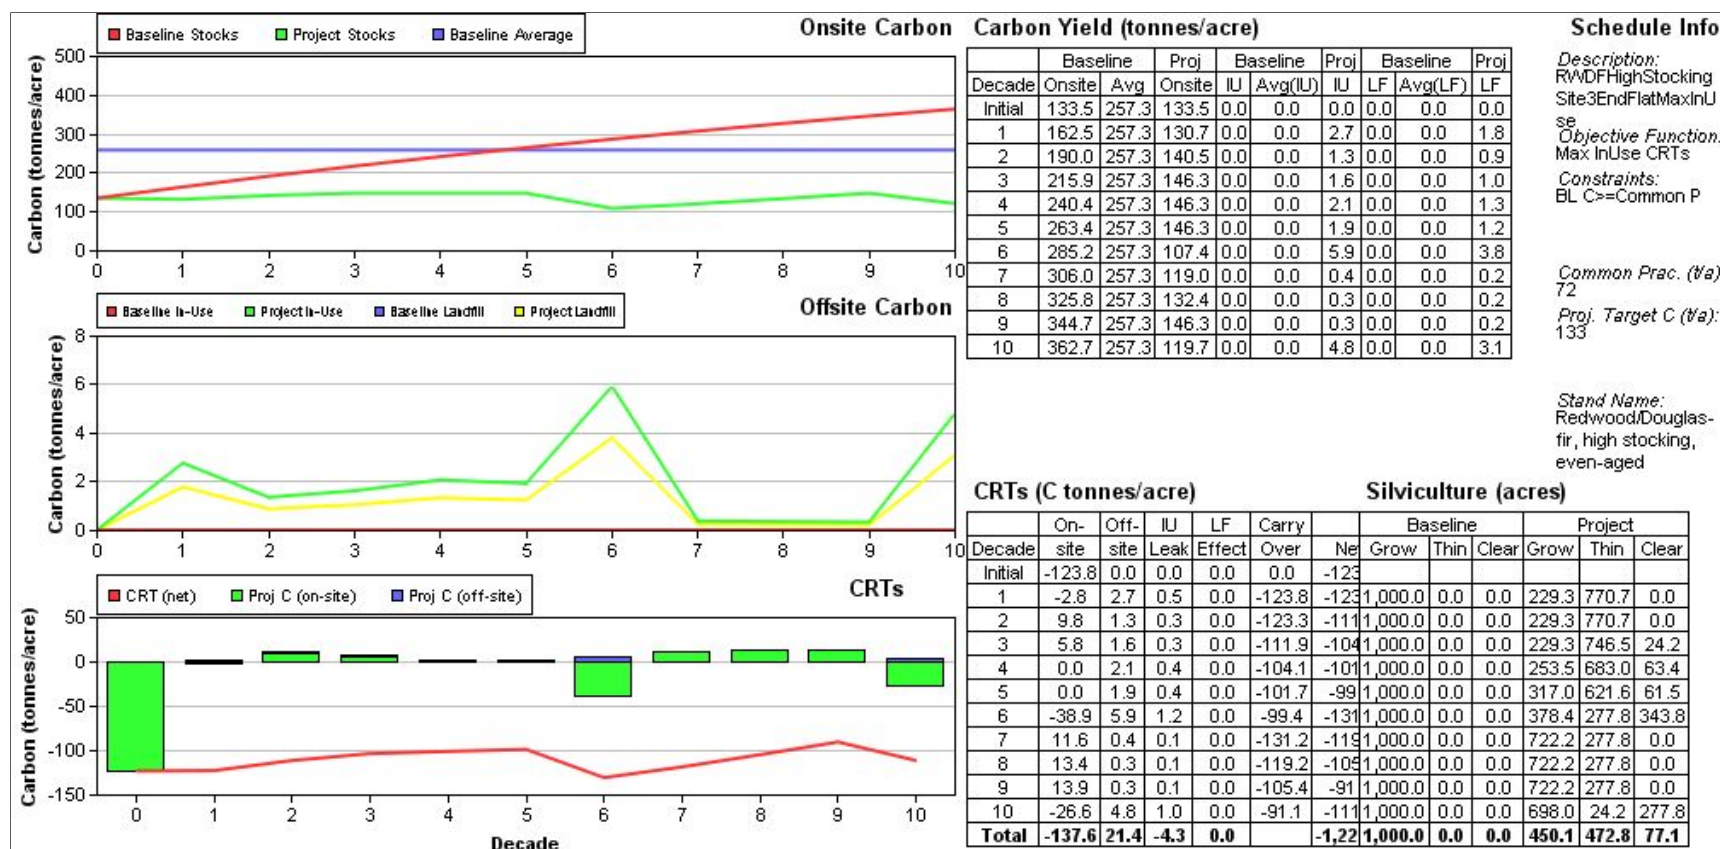 Baseline Stocks Project Stocks Baseline Average
Onsite Carbon
Carbon (tonnes/acre)
500
400
300
200
100
0
0 1 2 3 4 5 6 7 8 9 10
Baseline In-Use Project In-Use Baseline Landfill Project Landfill
Offsite Carbon
Carbon (tonnes/acre)
8
6
4
2
0
0 1 2 3 4 5 6 7 8 9 10
CRT (net) Proj C (on-site) Proj C (off-site)
CRTs
Carbon (tonnes/acre)
50
0
-50
-100
-150
0 1 2 3 4 5 6 7 8 9 10
Decade
Carbon Yield (tonnes/acre)
Baseline Proj Baseline Proj Baseline Proj
Decade Onsite Avg Onsite IU Avg(IU) IU LF Avg(LF) LF
Initial 133.5 257.3 133.5 0.0 0.0 0.0 0.0 0.0 0.0
1 162.5 257.3 130.7 0.0 0.0 2.7 0.0 0.0 1.8
2 190.0 257.3 140.5 0.0 0.0 1.3 0.0 0.0 0.9
3 215.9 257.3 146.3 0.0 0.0 1.6 0.0 0.0 1.0
4 240.4 257.3 146.3 0.0 0.0 2.1 0.0 0.0 1.3
5 263.4 257.3 146.3 0.0 0.0 1.9 0.0 0.0 1.2
6 285.2 257.3 107.4 0.0 0.0 5.9 0.0 0.0 3.8
7 306.0 257.3 119.0 0.0 0.0 0.4 0.0 0.0 0.2
8 325.8 257.3 132.4 0.0 0.0 0.3 0.0 0.0 0.2
9 344.7 257.3 146.3 0.0 0.0 0.3 0.0 0.0 0.2
10 362.7 257.3 119.7 0.0 0.0 4.8 0.0 0.0 3.1
Schedule Info
Description:
RWDFHighStocking
Site3EndFlatMaxInU
se
Objective Function:
Max InUse CRTs
Constraints:
BL C>=Common P
Common Prac. (t/a)
72
Proj. Target C (t/a):
133
Stand Name:
Redwood/Douglas-
fir, high stocking,
even-aged
CRTs (C tonnes/acre) Silviculture (acres)
On- Off- IU LF Carry Baseline Project
Decade site site Leak Effect Over Net Grow Thin Clear Grow Thin Clear
Initial -123.8 0.0 0.0 0.0 0.0 -123
1 -2.8 2.7 0.5 0.0 -123.8 -123 1,000.0 0.0 0.0 229.3 770.7 0.0
2 9.8 1.3 0.3 0.0 -123.3 -111 1,000.0 0.0 0.0 229.3 770.7 0.0
3 5.8 1.6 0.3 0.0 -111.9 -104 1,000.0 0.0 0.0 229.3 746.5 24.2
4 0.0 2.1 0.4 0.0 -104.1 -101 1,000.0 0.0 0.0 253.5 683.0 63.4
5 0.0 1.9 0.4 0.0 -101.7 -99 1,000.0 0.0 0.0 317.0 621.6 61.5
6 -38.9 5.9 1.2 0.0 -99.4 -131 1,000.0 0.0 0.0 378.4 277.8 343.8
7 11.6 0.4 0.1 0.0 -131.2 -119 1,000.0 0.0 0.0 722.2 277.8 0.0
8 13.4 0.3 0.1 0.0 -119.2 -105 1,000.0 0.0 0.0 722.2 277.8 0.0
9 13.9 0.3 0.1 0.0 -105.4 -91 1,000.0 0.0 0.0 722.2 277.8 0.0
10 -26.6 4.8 1.0 0.0 -91.1 -111 1,000.0 0.0 0.0 698.0 24.2 277.8
Total -137.6 21.4 -4.3 0.0 -1,22 1,000.0 0.0 0.0 450.1 472.8 77.1